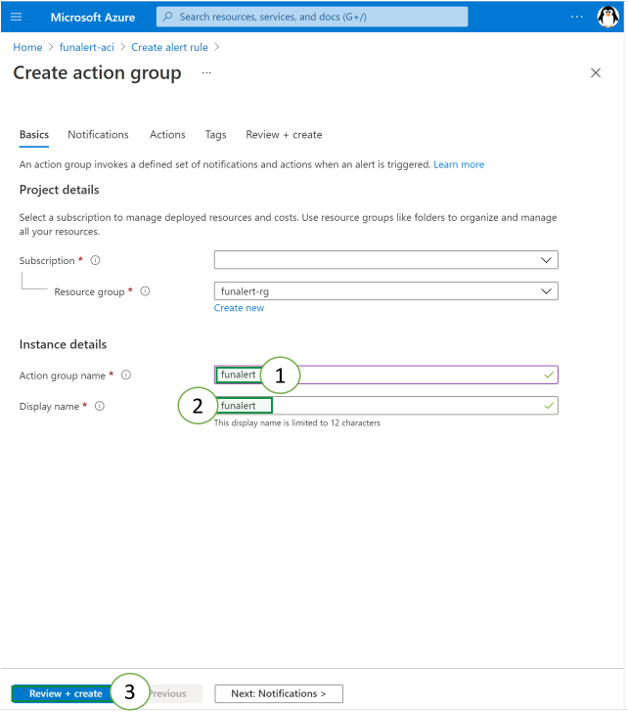 Microsoft Azure
Search resources, services, and docs (G+/)
...
Home > funalert-aci > Create alert rule >
Create action group ...
Basics Notifications Actions Tags Review + create
An action group invokes a defined set of notifications and actions when an alert is triggered. Learn more
Project details
Select a subscription to manage deployed resources and costs. Use resource groups like folders to organize and manage
all your resources.
Subscription *
Resource group * funalert-rg
Create new
Instance details
Action group name * funalert 1
Display name * 2 funalert
This display name is limited to 12 characters
Review + create 3 Previous Next: Notifications >